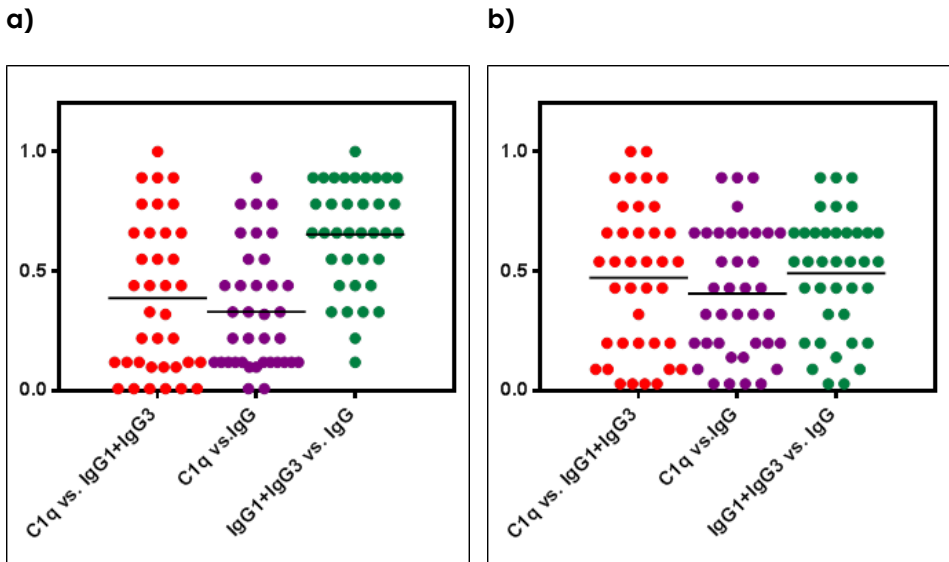 a)
1.0
0.5
0.0
C1q vs. IgG1+IgG3
C1q vs.IgG
IgG1+IgG3 vs. IgG
b)
1.0
0.5
0.0
C1q vs. IgG1+IgG3
C1q vs.IgG
IgG1+IgG3 vs. IgG